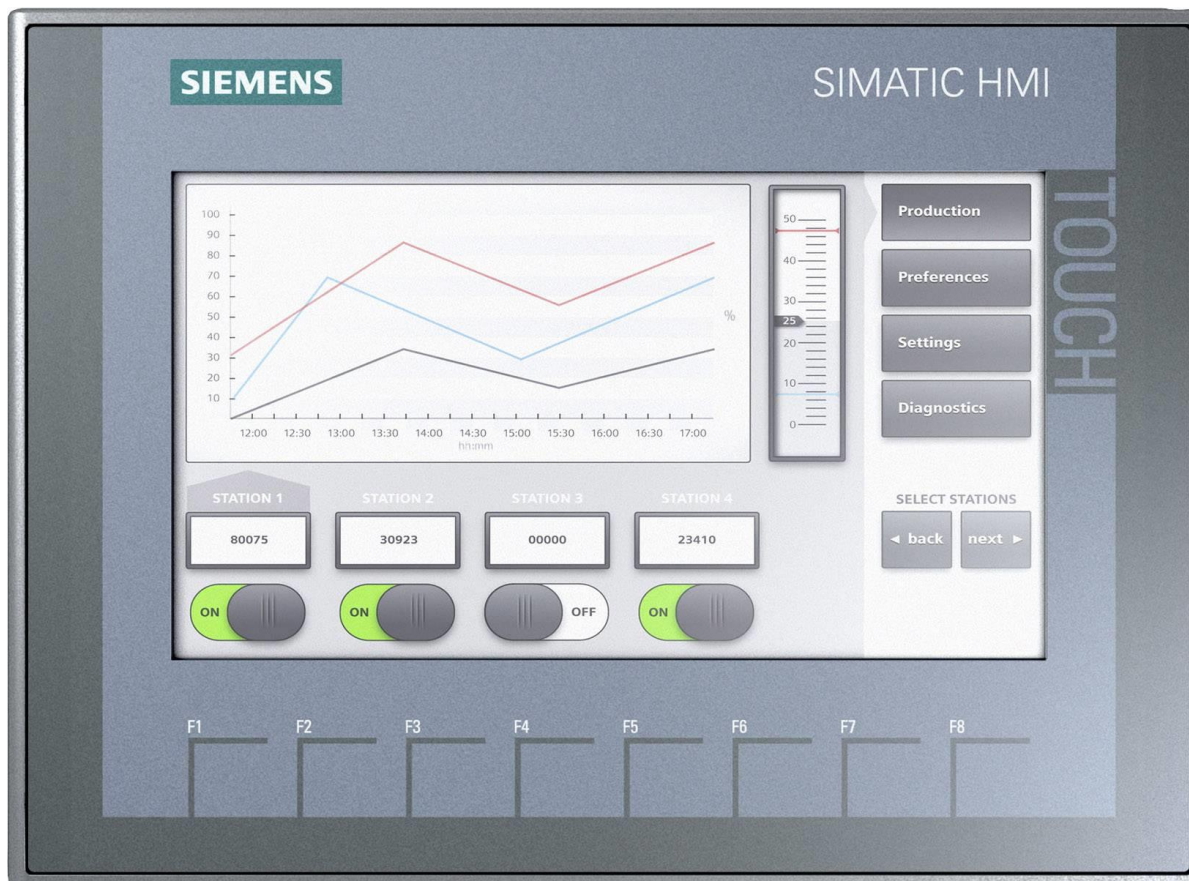 SIEMENS
SIMATIC HMI
TOUCH
100
90
80
70
60
50
40
30
20
10
12:00 12:30 13:00 13:30 14:00 14:30 15:00 15:30 16:00 16:30 17:00
hh:mm
%
50
40
30
25
20
10
0
Production
Preferences
Settings
Diagnostics
STATION 1 STATION 2 STATION 3 STATION 4
80075 30923 00000 23410
ON ON OFF ON
SELECT STATIONS
◄ back next ►
F1 F2 F3 F4 F5 F6 F7 F8